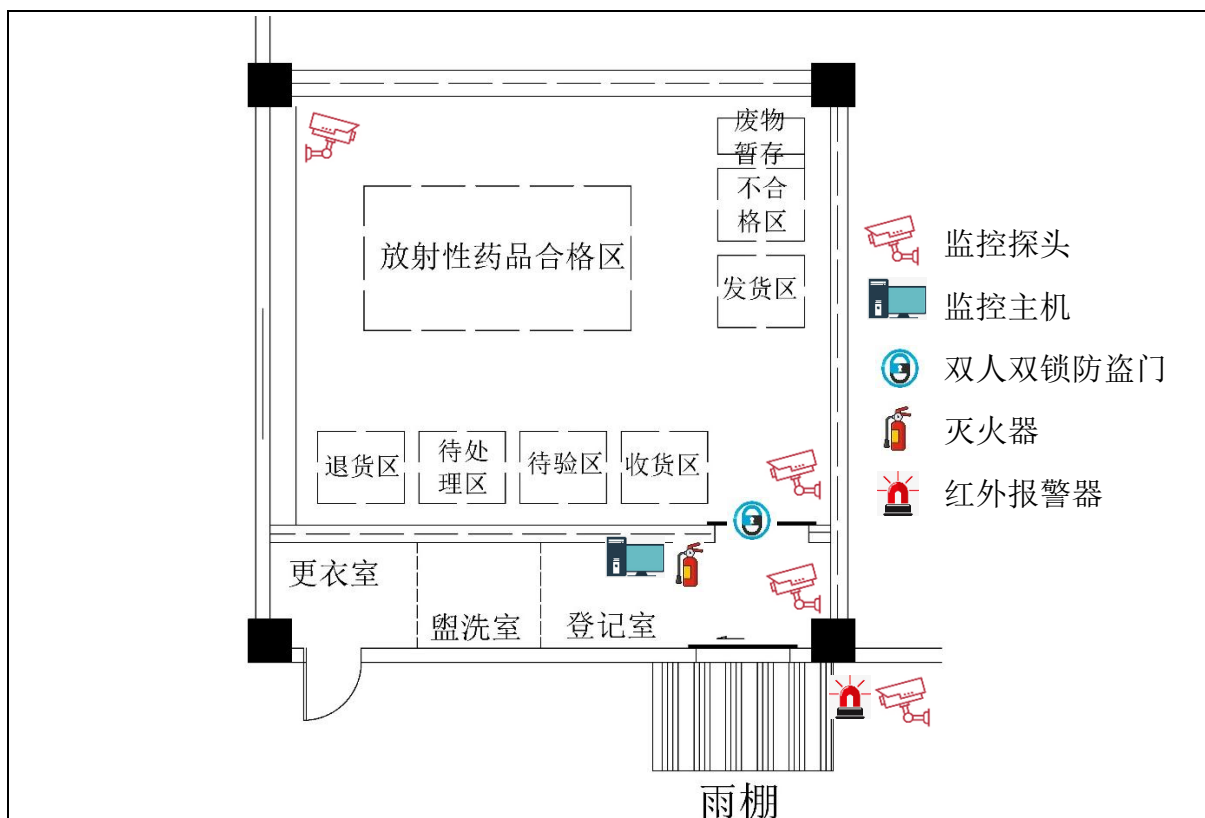 废物
暂存
不合
格区
放射性药品合格区
发货区
监控探头
监控主机
双人双锁防盗门
灭火器
红外报警器
退货区
待处
理区
待验区
收货区
更衣室
盥洗室
登记室
雨棚